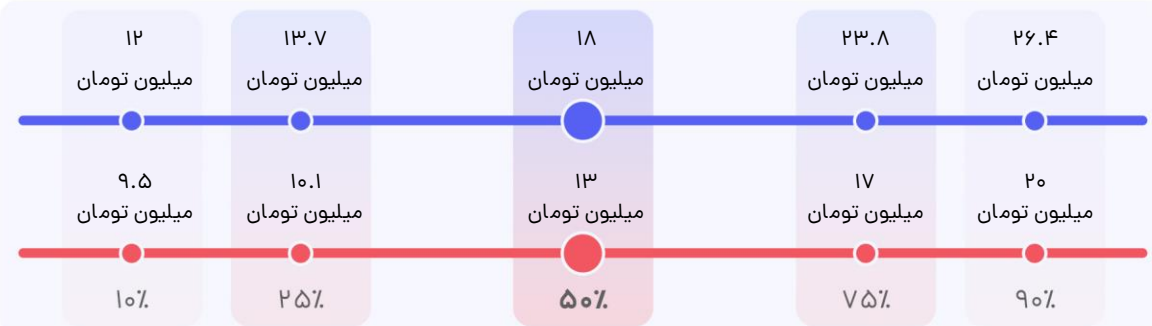 ۱۲ ۱۳.۷ ۱۸ ۲۳.۸ ۲۶.۴
میلیون تومان میلیون تومان میلیون تومان میلیون تومان میلیون تومان
۹.۵ ۱۰.۱ ۱۳ ۱۷ ۲۰
میلیون تومان میلیون تومان میلیون تومان میلیون تومان میلیون تومان
۱۰٪ ۲۵٪ ۵۰٪ ۷۵٪ ۹۰٪